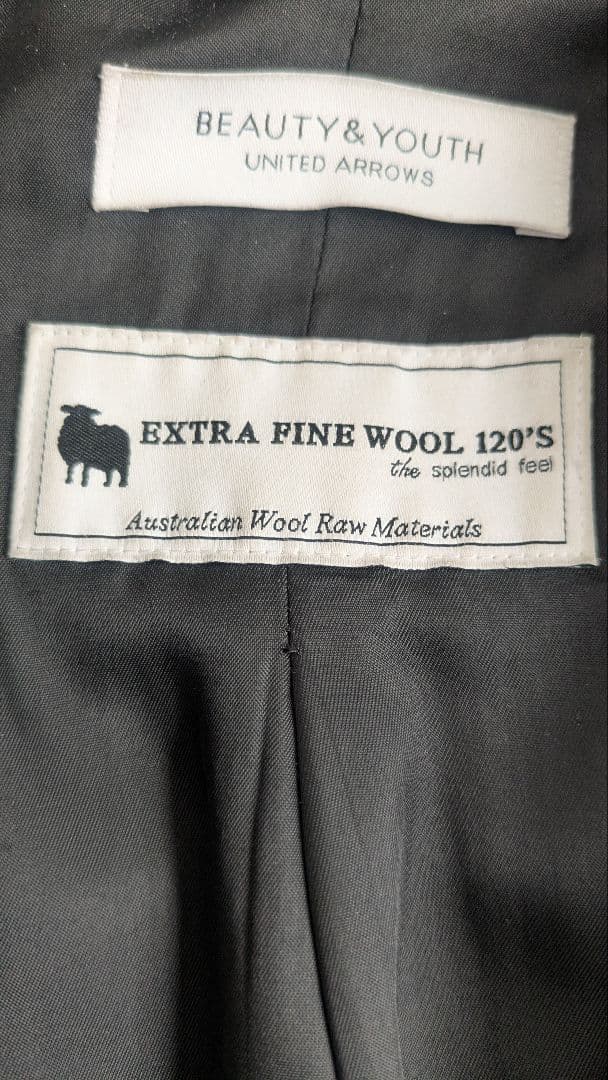 BEAUTY&YOUTH
UNITED ARROWS
EXTRA FINE WOOL 120'S
the splendid feel
Australian Wool Raw Materials